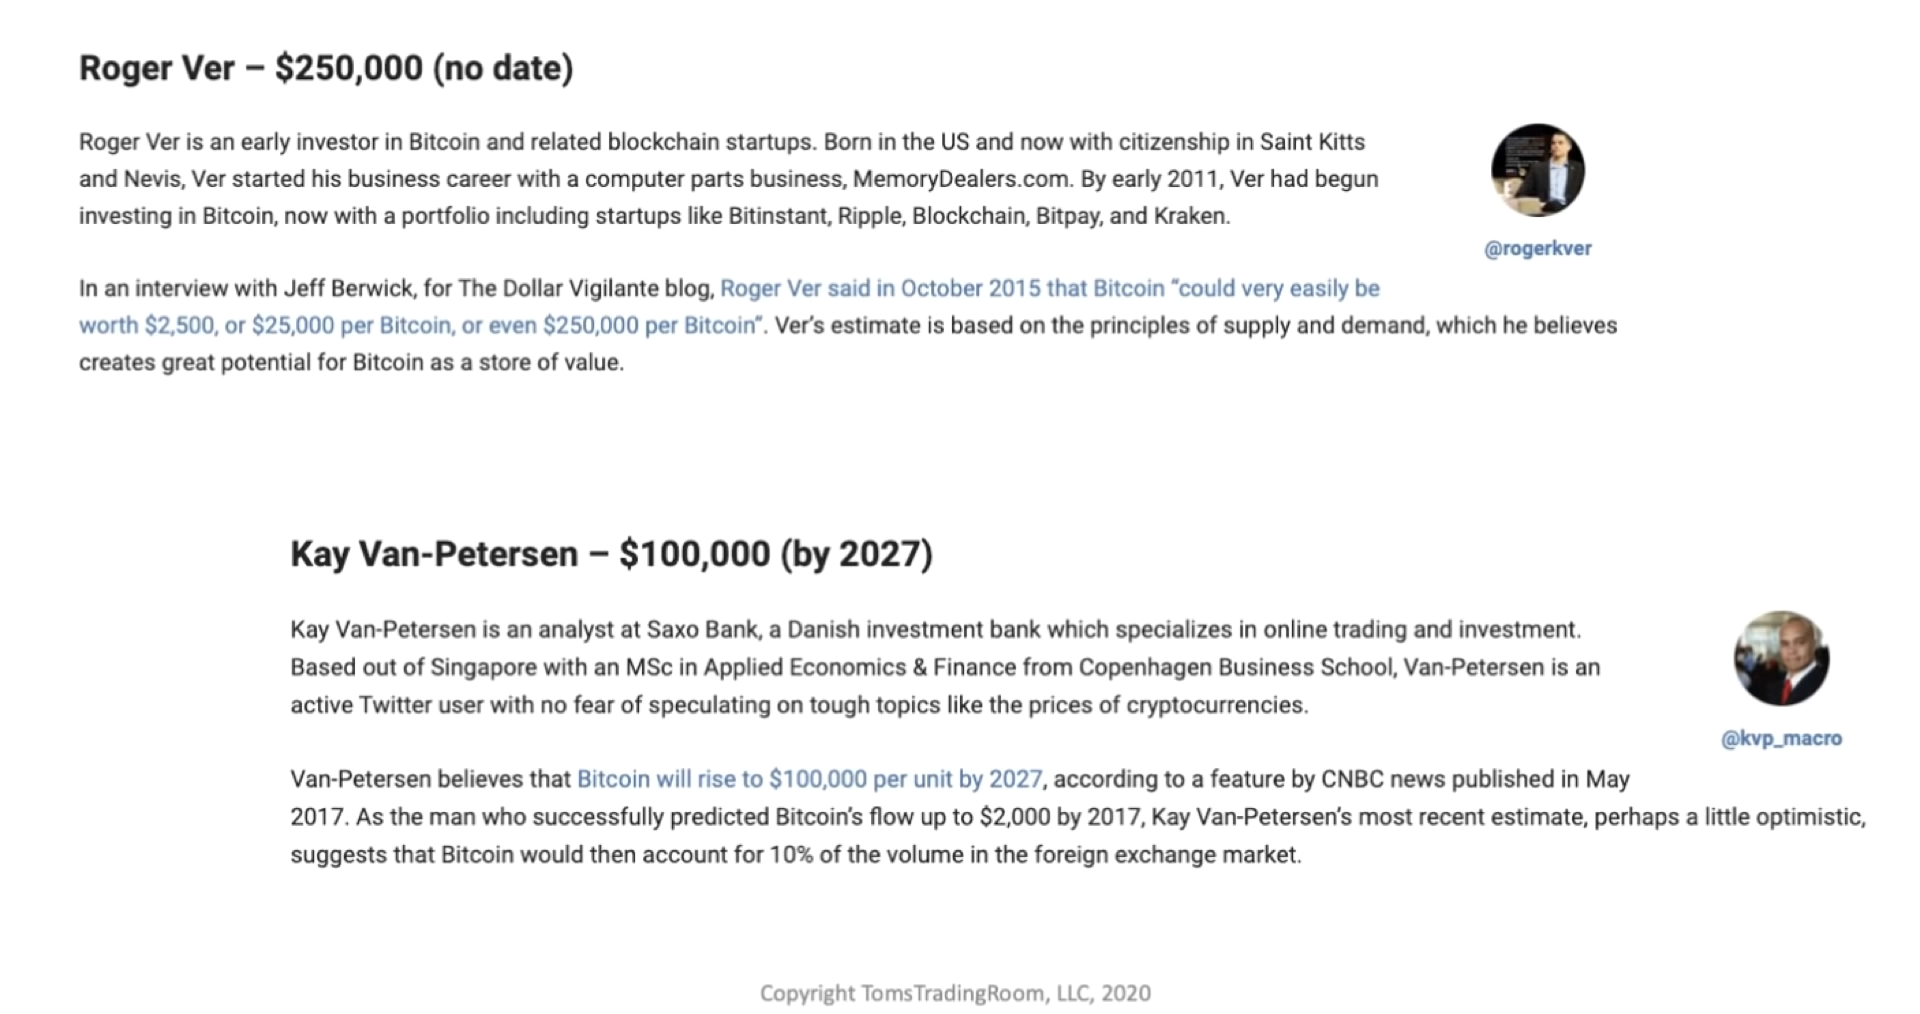 Roger Ver – $250,000 (no date)
Roger Ver is an early investor in Bitcoin and related blockchain startups. Born in the US and now with citizenship in Saint Kitts
and Nevis, Ver started his business career with a computer parts business, MemoryDealers.com. By early 2011, Ver had begun
investing in Bitcoin, now with a portfolio including startups like Bitinstant, Ripple, Blockchain, Bitpay, and Kraken.
@rogerkver
In an interview with Jeff Berwick, for The Dollar Vigilante blog, Roger Ver said in October 2015 that Bitcoin “could very easily be
worth $2,500, or $25,000 per Bitcoin, or even $250,000 per Bitcoin”. Ver’s estimate is based on the principles of supply and demand, which he believes
creates great potential for Bitcoin as a store of value.
Kay Van-Petersen – $100,000 (by 2027)
Kay Van-Petersen is an analyst at Saxo Bank, a Danish investment bank which specializes in online trading and investment.
Based out of Singapore with an MSc in Applied Economics & Finance from Copenhagen Business School, Van-Petersen is an
active Twitter user with no fear of speculating on tough topics like the prices of cryptocurrencies.
@kvp_macro
Van-Petersen believes that Bitcoin will rise to $100,000 per unit by 2027, according to a feature by CNBC news published in May
2017. As the man who successfully predicted Bitcoin’s flow up to $2,000 by 2017, Kay Van-Petersen’s most recent estimate, perhaps a little optimistic,
suggests that Bitcoin would then account for 10% of the volume in the foreign exchange market.
Copyright TomsTradingRoom, LLC, 2020